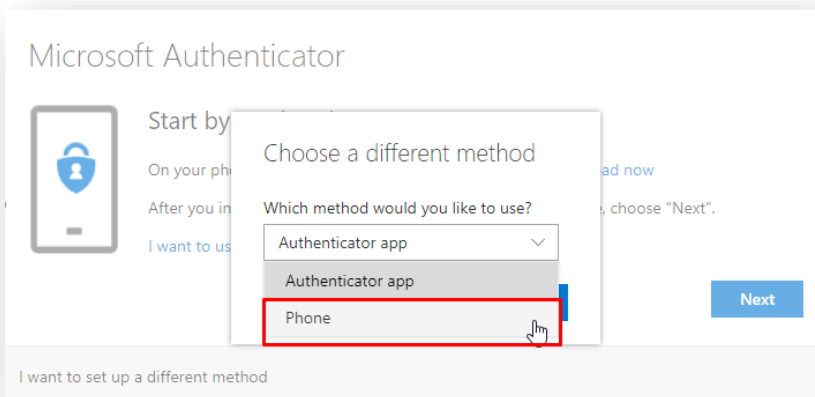 Microsoft Authenticator
Start by
On your ph
ad now
After you in
, choose "Next".
I want to us
Choose a different method
Which method would you like to use?
Authenticator app
Authenticator app
Phone
Next
I want to set up a different method